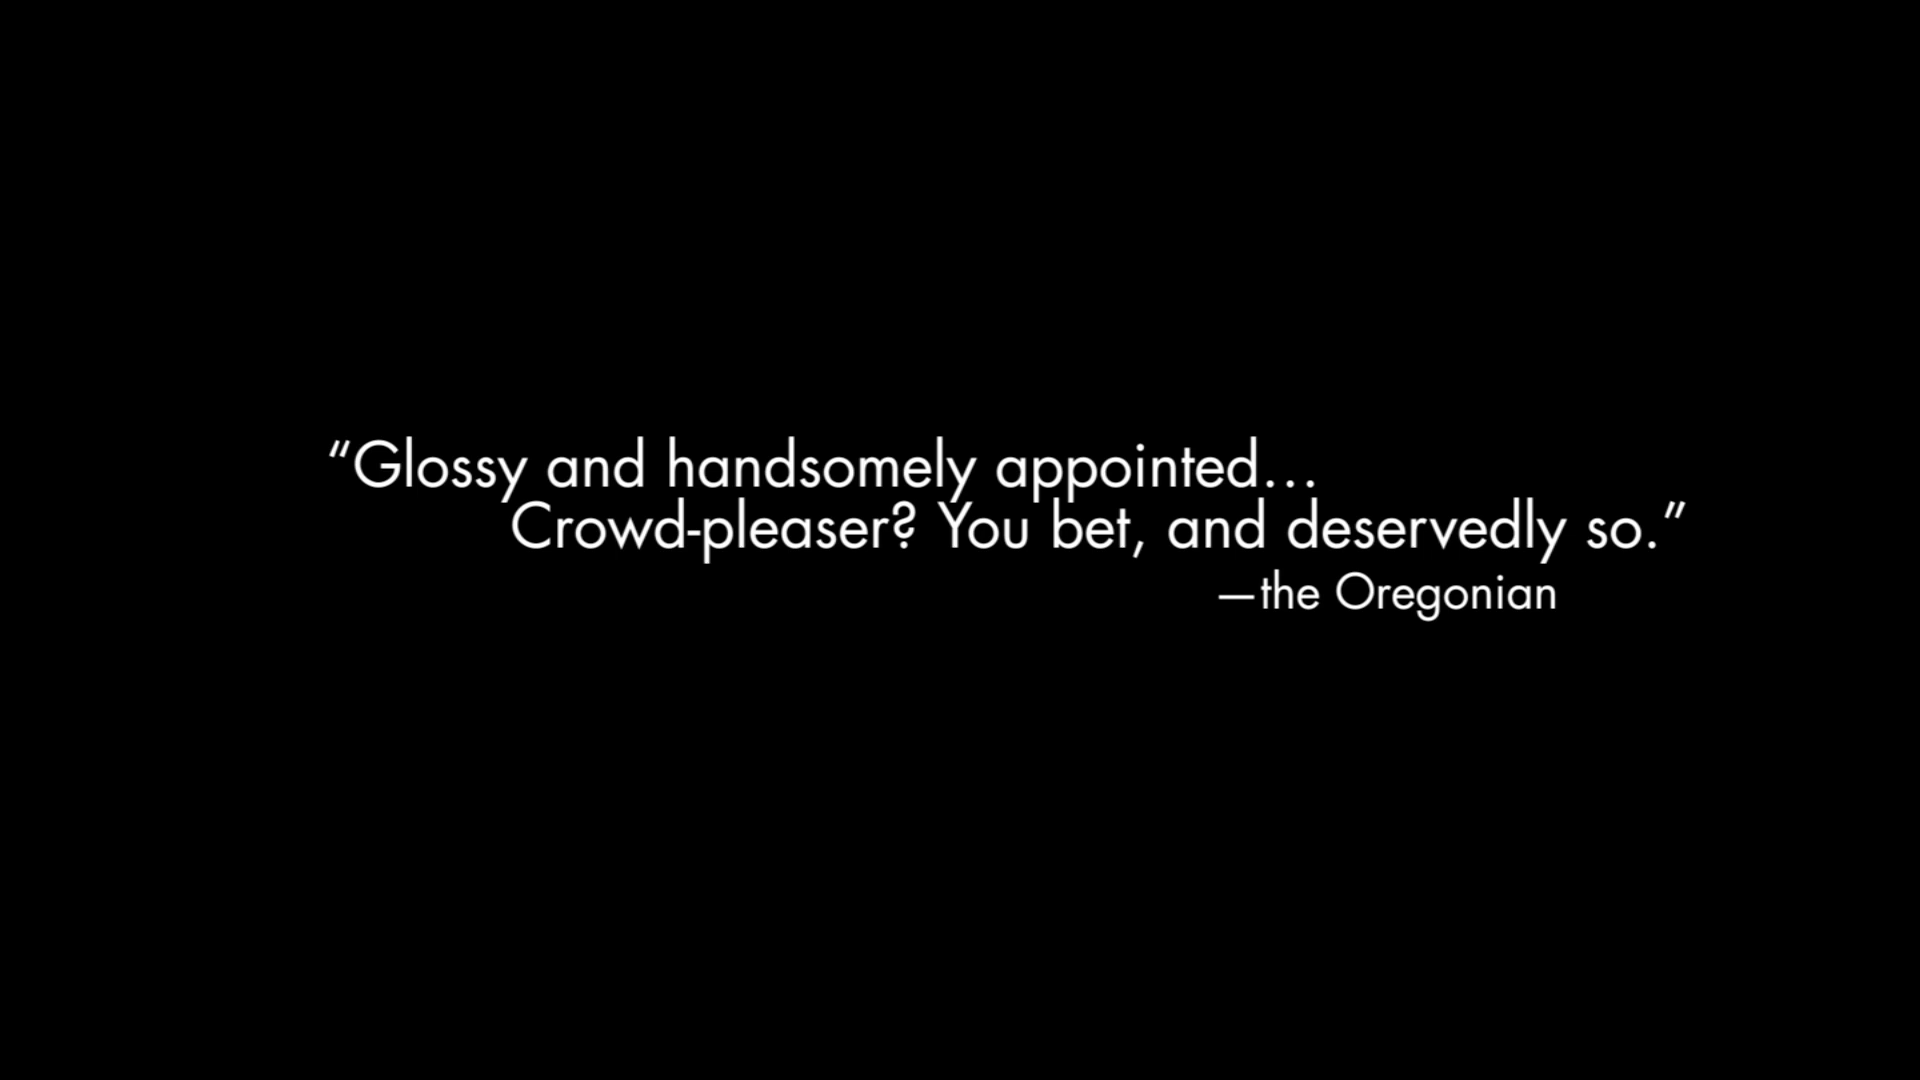 “Glossy and handsomely appointed…
Crowd-pleaser? You bet, and deservedly so.”
—the Oregonian